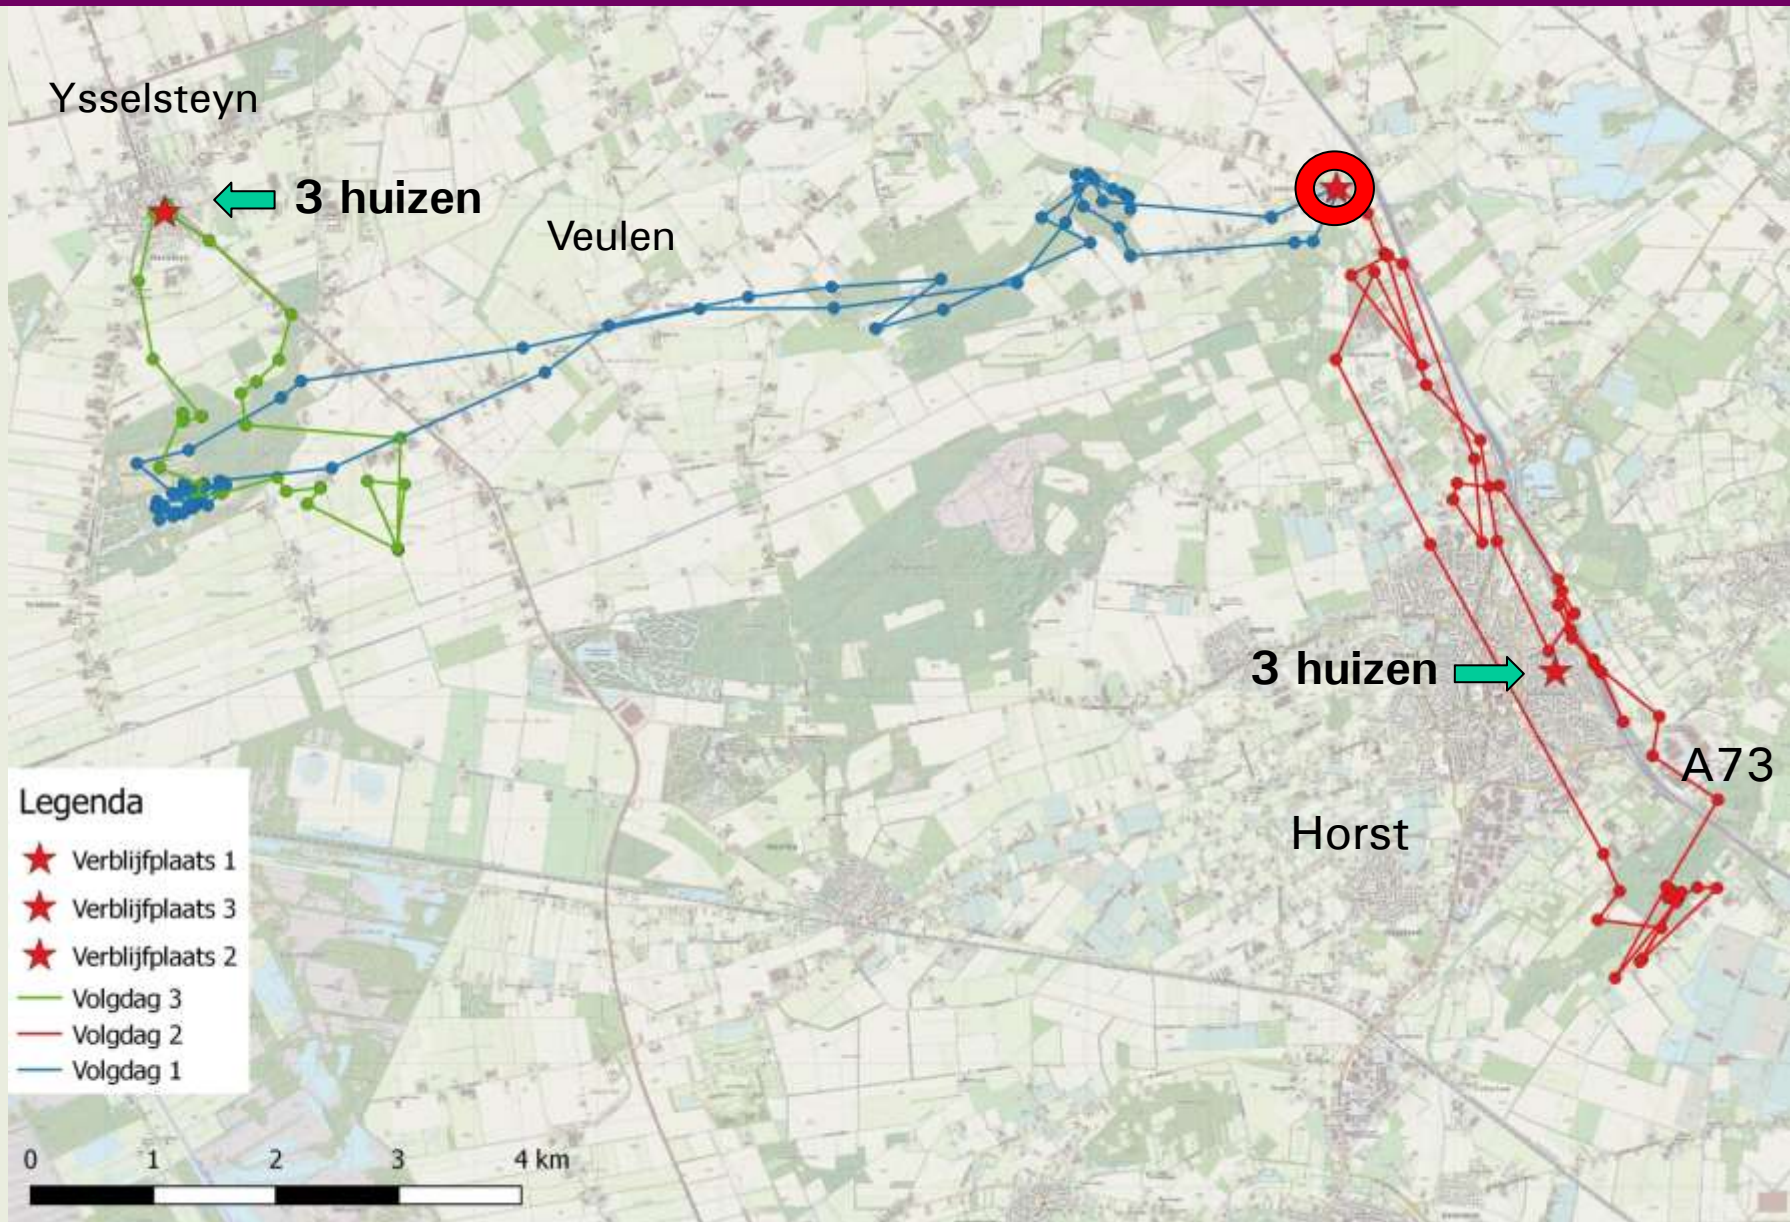 Ysselsteyn
3 huizen
Veulen
3 huizen
A73
Horst
Legenda
Verblijfplaats 1
Verblijfplaats 3
Verblijfplaats 2
Volgdag 3
Volgdag 2
Volgdag 1
0 1 2 3 4 km